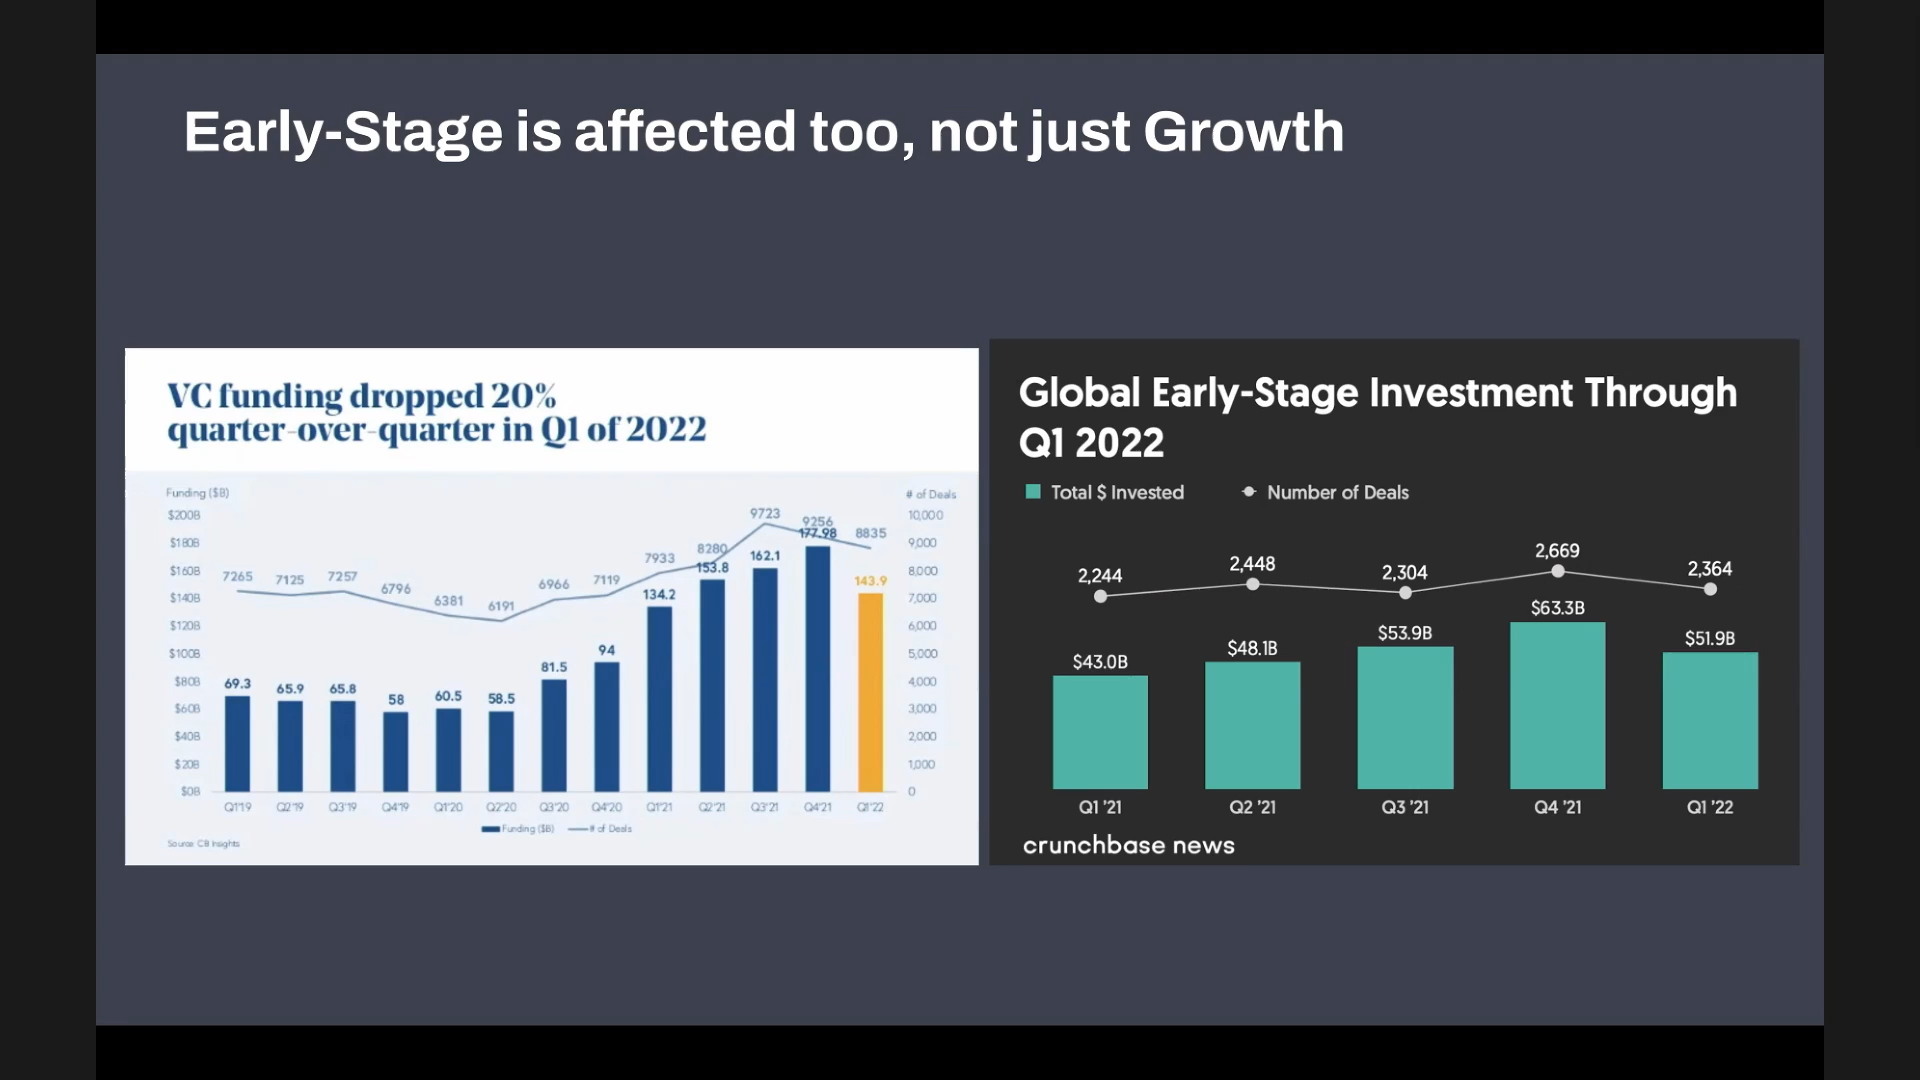 Early-Stage is affected too, not just Growth
VC funding dropped 20%
quarter-over-quarter in Q1 of 2022
Funding ($B)
# of Deals
$200B
$180B
$160B
$140B
$120B
$100B
$80B
$60B
$40B
$20B
$0B
10,000
9,000
8,000
7,000
6,000
5,000
4,000
3,000
2,000
1,000
0
7265
7125
7257
6796
6381
6191
6966
7119
7933
8280
9723
9256
8835
69.3
65.9
65.8
58
60.5
58.5
81.5
94
134.2
153.8
162.1
177.98
143.9
Q1'19
Q2'19
Q3'19
Q4'19
Q1'20
Q2'20
Q3'20
Q4'20
Q1'21
Q2'21
Q3'21
Q4'21
Q1'22
Funding ($B)
# of Deals
Source: CB Insights
Global Early-Stage Investment Through
Q1 2022
Total $ Invested
Number of Deals
2,244
2,448
2,304
2,669
2,364
$43.0B
$48.1B
$53.9B
$63.3B
$51.9B
Q1 '21
Q2 '21
Q3 '21
Q4 '21
Q1 '22
crunchbase news